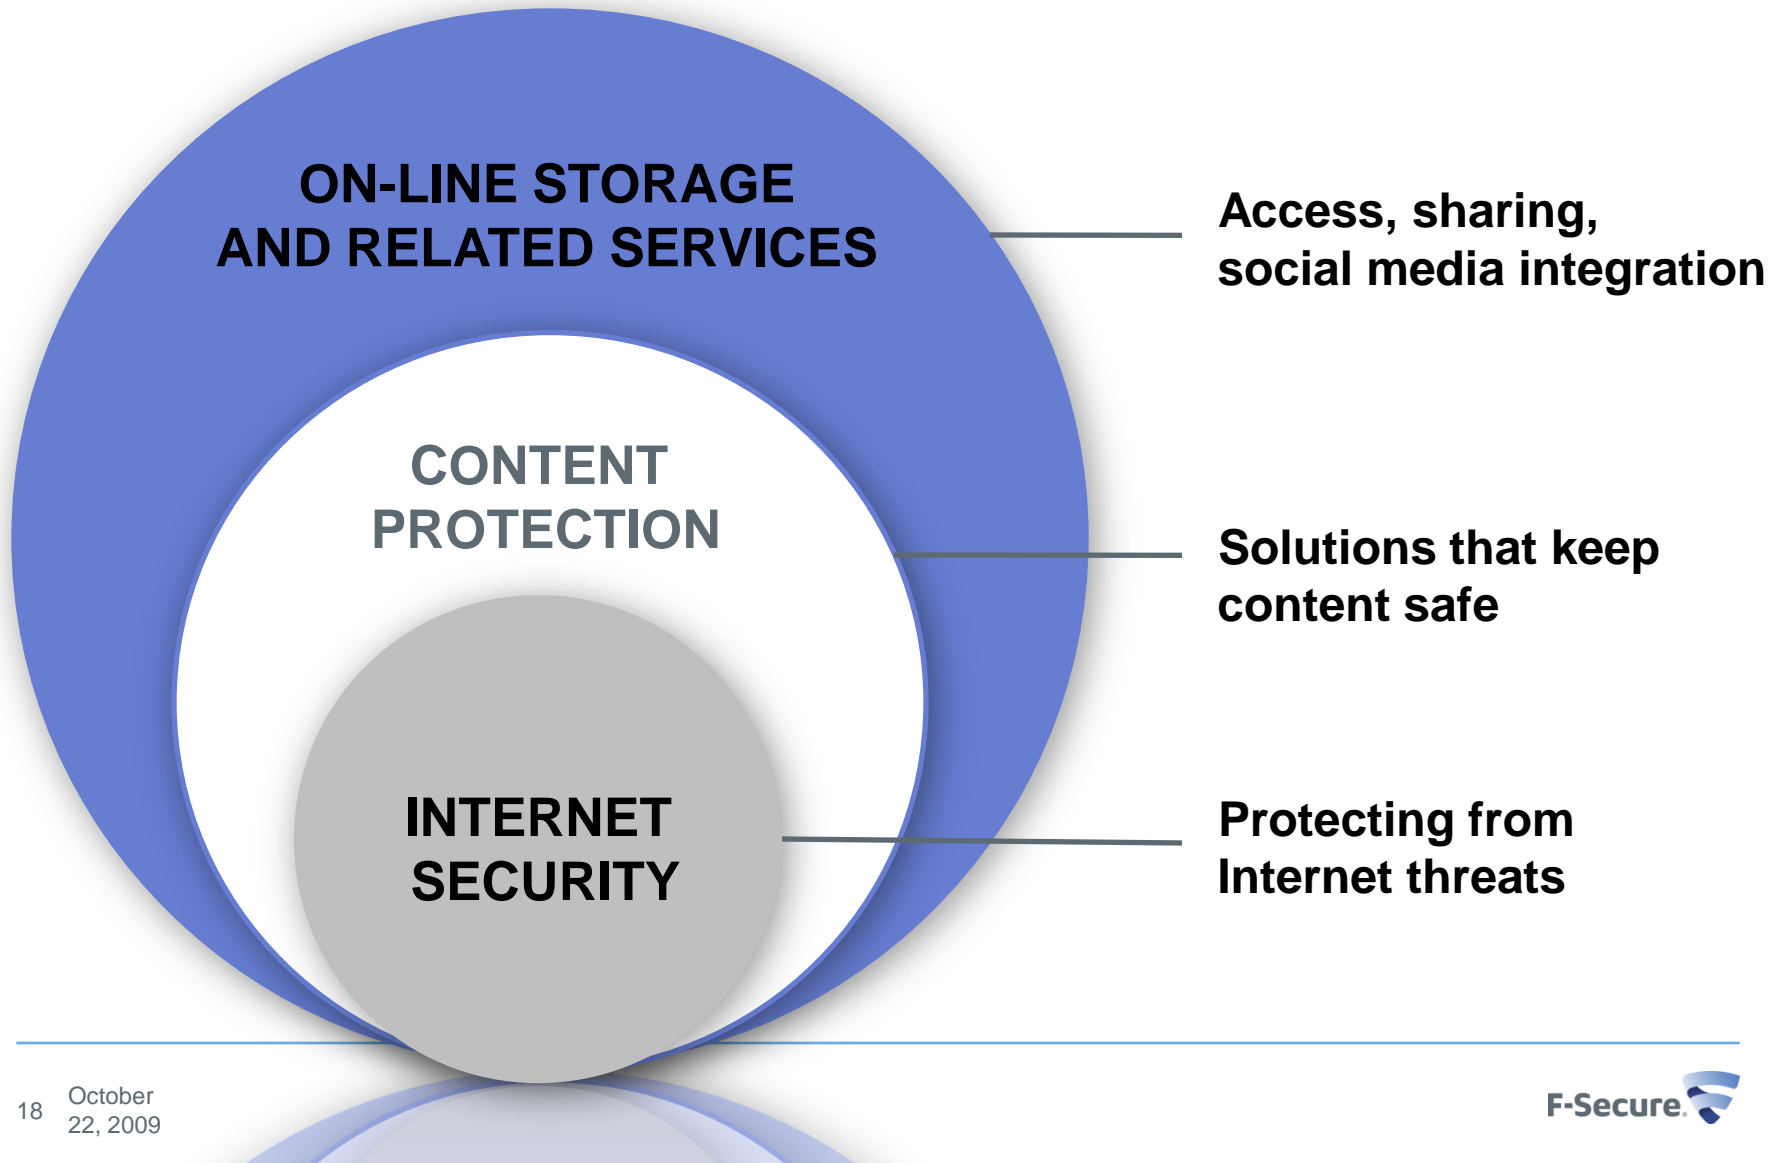 ON-LINE STORAGE
AND RELATED SERVICES
Access, sharing,
social media integration
CONTENT
PROTECTION
Solutions that keep
content safe
INTERNET
SECURITY
Protecting from
Internet threats
18
October
22, 2009
F-Secure.